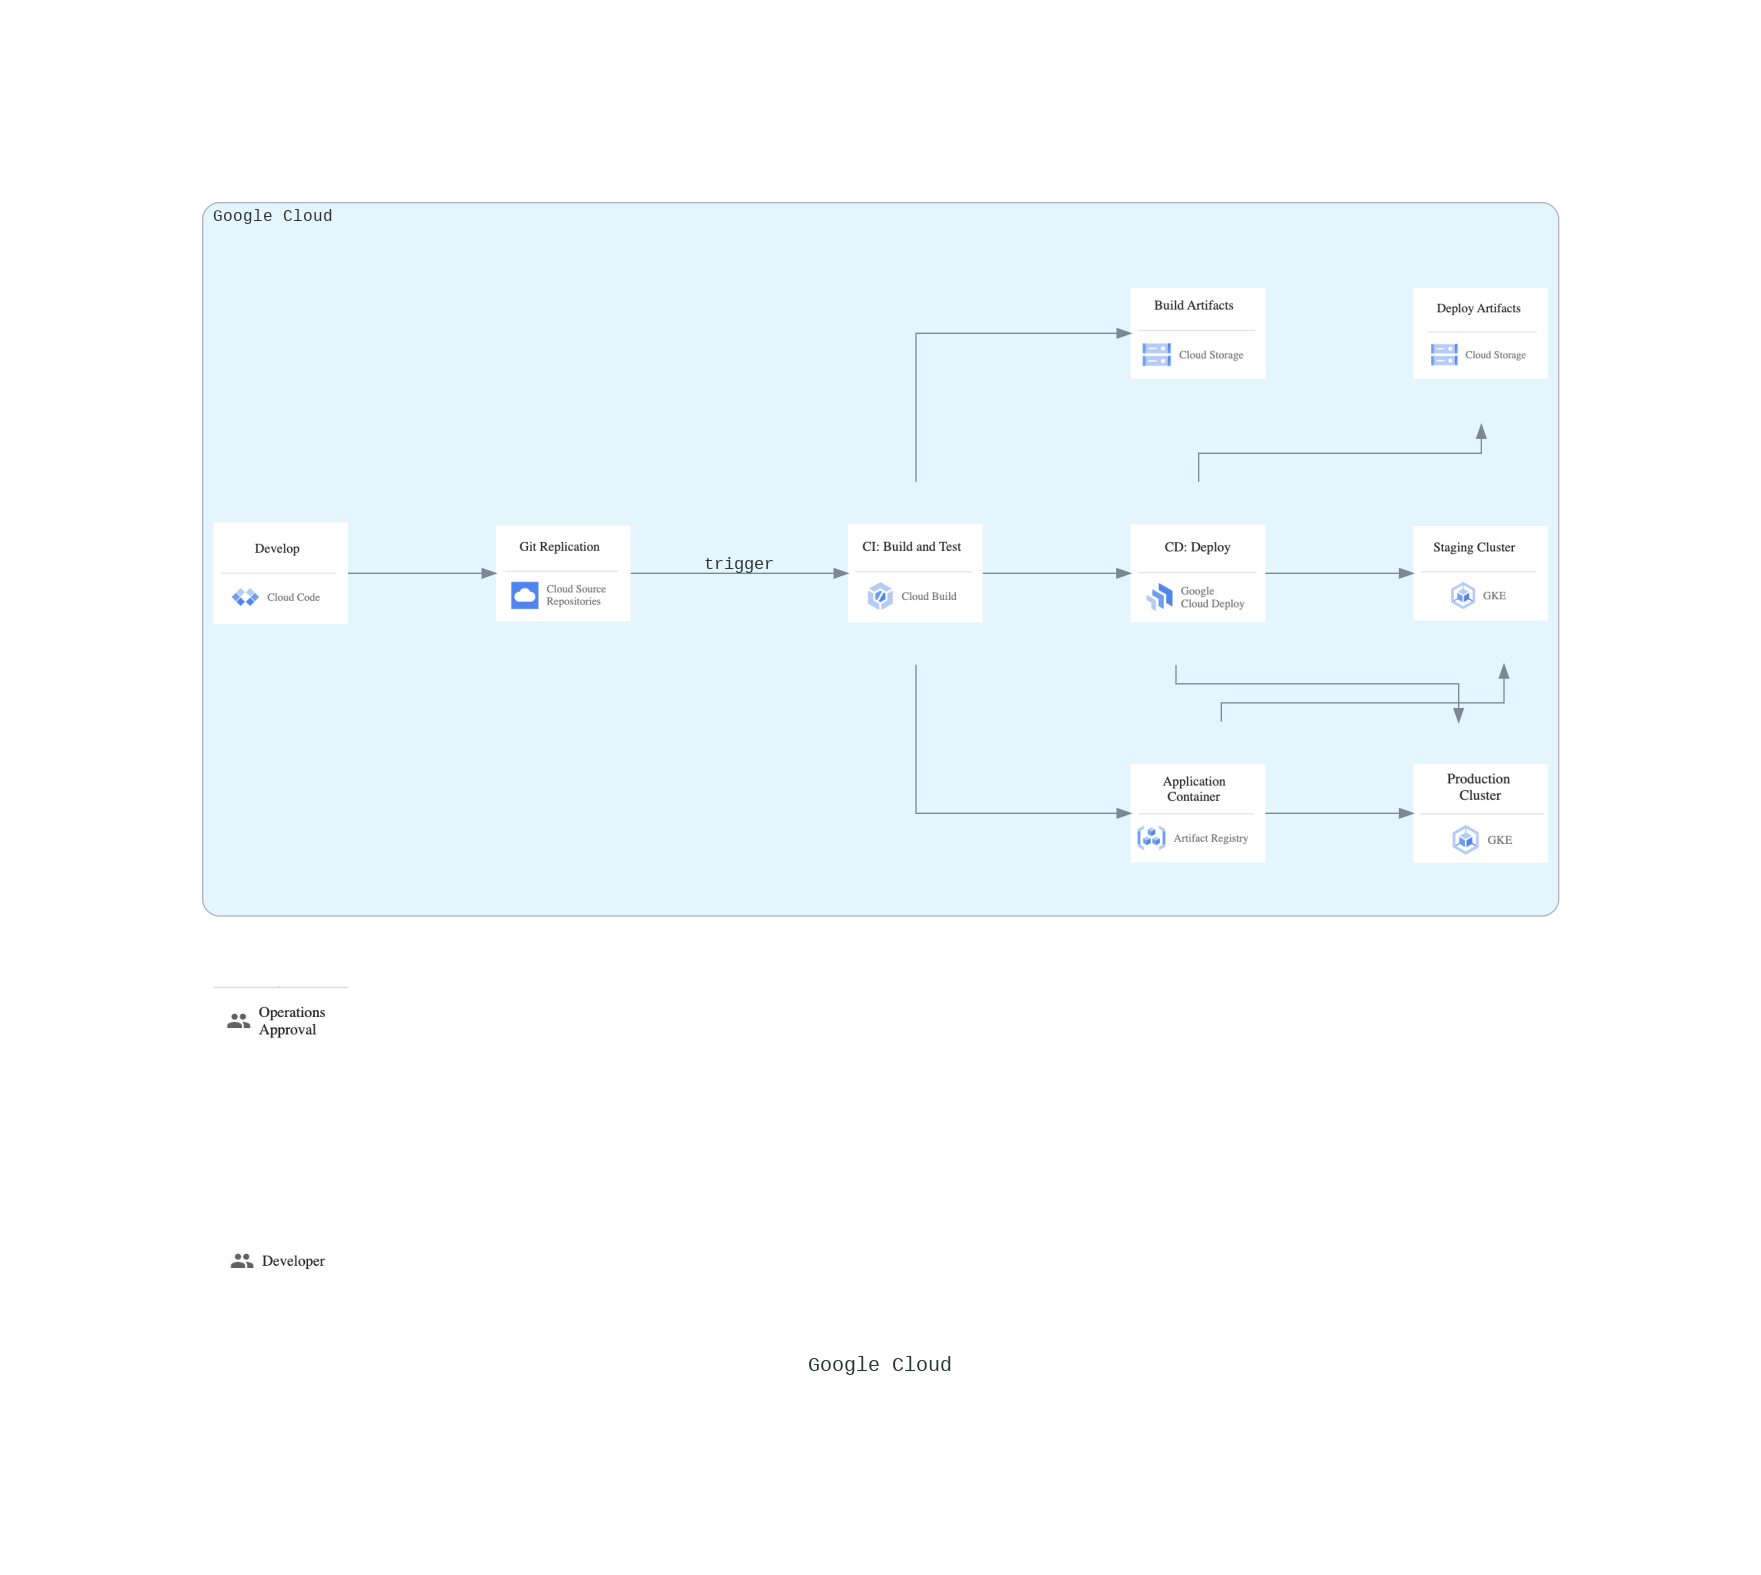 Google Cloud
Build Artifacts
Cloud Storage
Deploy Artifacts
Cloud Storage
Develop
Cloud Code
Git Replication
Cloud Source
Repositories
trigger
CI: Build and Test
Cloud Build
CD: Deploy
Google
Cloud Deploy
Staging Cluster
GKE
Application
Container
Artifact Registry
Production
Cluster
GKE
Operations
Approval
Developer
Google Cloud